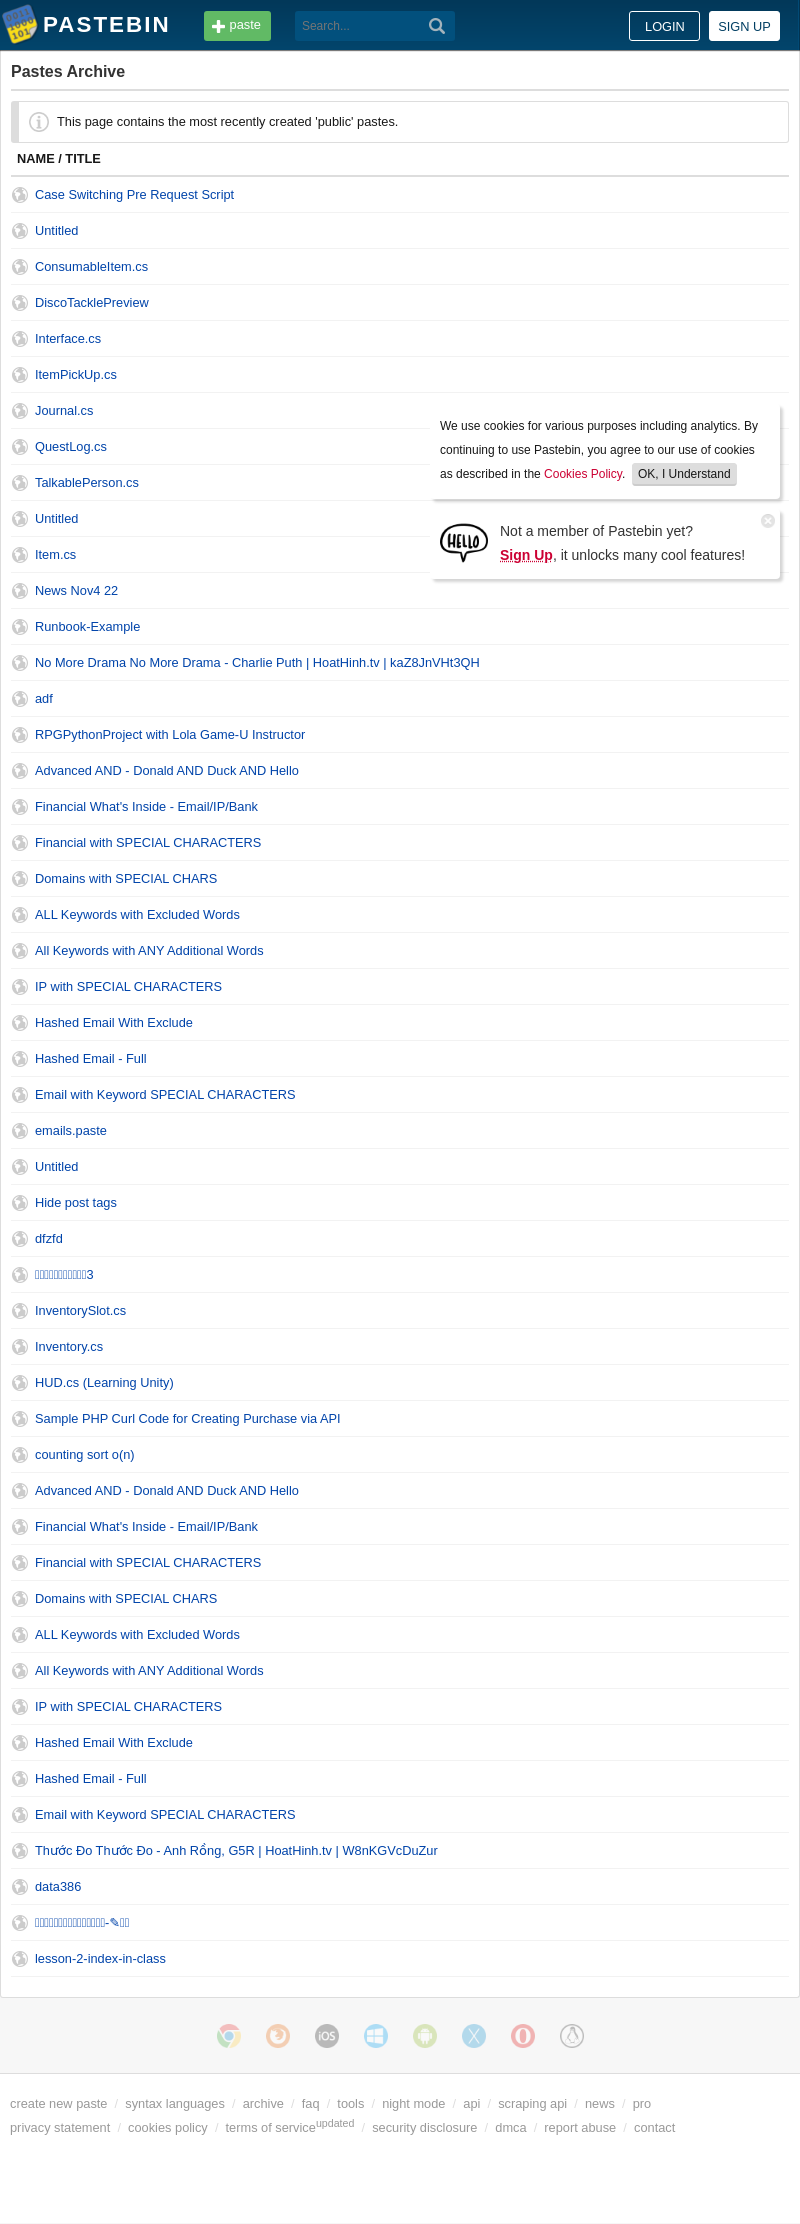 PASTEBIN
paste
Search...
LOGIN
SIGN UP
Pastes Archive
This page contains the most recently created 'public' pastes.
NAME / TITLE
Case Switching Pre Request Script
Untitled
ConsumableItem.cs
DiscoTacklePreview
Interface.cs
ItemPickUp.cs
Journal.cs
QuestLog.cs
TalkablePerson.cs
Untitled
Item.cs
We use cookies for various purposes including analytics. By
continuing to use Pastebin, you agree to our use of cookies
as described in the Cookies Policy. OK, I Understand
HELLO
Not a member of Pastebin yet?
Sign Up, it unlocks many cool features!
News Nov4 22
Runbook-Example
No More Drama No More Drama - Charlie Puth | HoatHinh.tv | kaZ8JnVHt3QH
adf
RPGPythonProject with Lola Game-U Instructor
Advanced AND - Donald AND Duck AND Hello
Financial What's Inside - Email/IP/Bank
Financial with SPECIAL CHARACTERS
Domains with SPECIAL CHARS
ALL Keywords with Excluded Words
All Keywords with ANY Additional Words
IP with SPECIAL CHARACTERS
Hashed Email With Exclude
Hashed Email - Full
Email with Keyword SPECIAL CHARACTERS
emails.paste
Untitled
Hide post tags
dfzfd
3
InventorySlot.cs
Inventory.cs
HUD.cs (Learning Unity)
Sample PHP Curl Code for Creating Purchase via API
counting sort o(n)
Advanced AND - Donald AND Duck AND Hello
Financial What's Inside - Email/IP/Bank
Financial with SPECIAL CHARACTERS
Domains with SPECIAL CHARS
ALL Keywords with Excluded Words
All Keywords with ANY Additional Words
IP with SPECIAL CHARACTERS
Hashed Email With Exclude
Hashed Email - Full
Email with Keyword SPECIAL CHARACTERS
Thước Đo Thước Đo - Anh Rồng, G5R | HoatHinh.tv | W8nKGVcDuZur
data386
-✎
lesson-2-index-in-class
iOS
create new paste / syntax languages / archive / faq / tools / night mode / api / scraping api / news / pro
privacy statement / cookies policy / terms of service updated / security disclosure / dmca / report abuse / contact